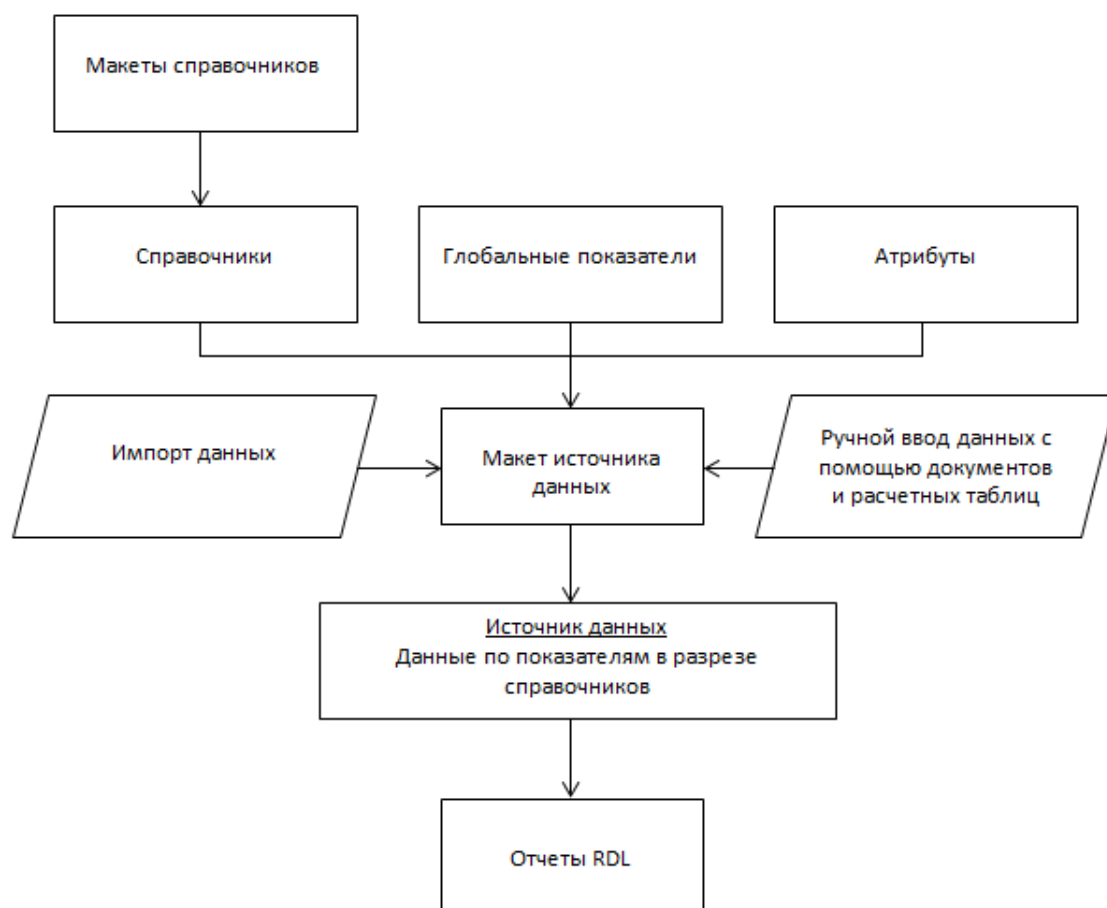 Макеты справочников
Справочники
Глобальные показатели
Атрибуты
Импорт данных
Макет источника
данных
Ручной ввод данных с
помощью документов
и расчетных таблиц
Источник данных
Данные по показателям в разрезе
справочников
Отчеты RDL